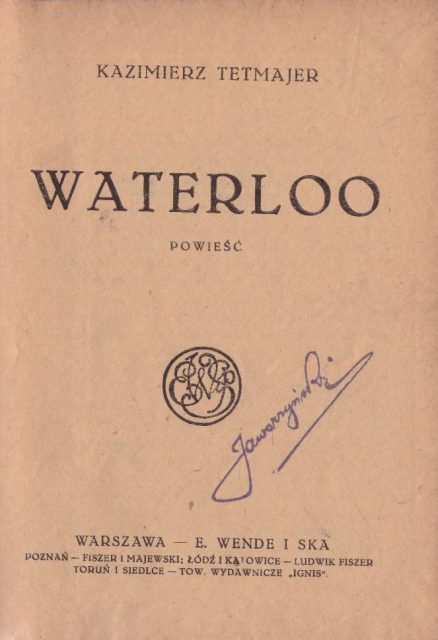 KAZIMIERZ TETMAJER
WATERLOO
POWIEŚĆ
Jaworzyński
WARSZAWA — E. WENDE I SKA
POZNAŃ — FISZER I MAJEWSKI; ŁÓDŹ I KATOWICE — LUDWIK FISZER
TORUŃ I SIEDLCE — TOW. WYDAWNICZE „IGNIS".